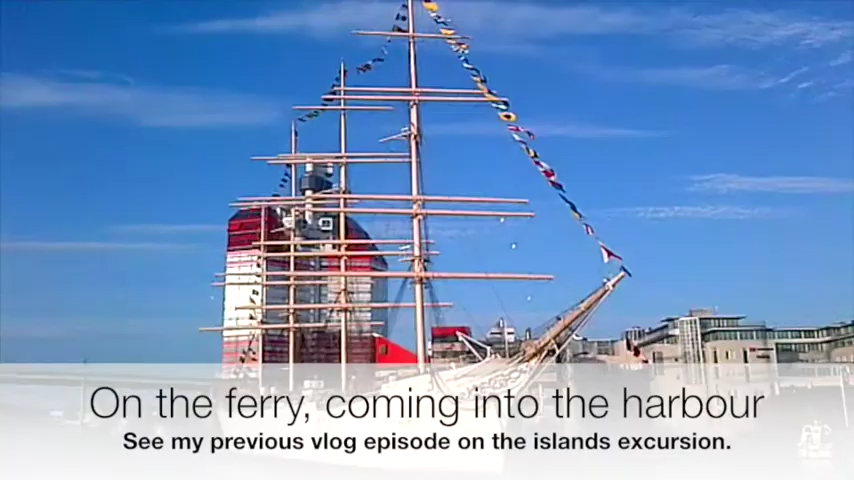 On the ferry, coming into the harbour
See my previous vlog episode on the islands excursion.